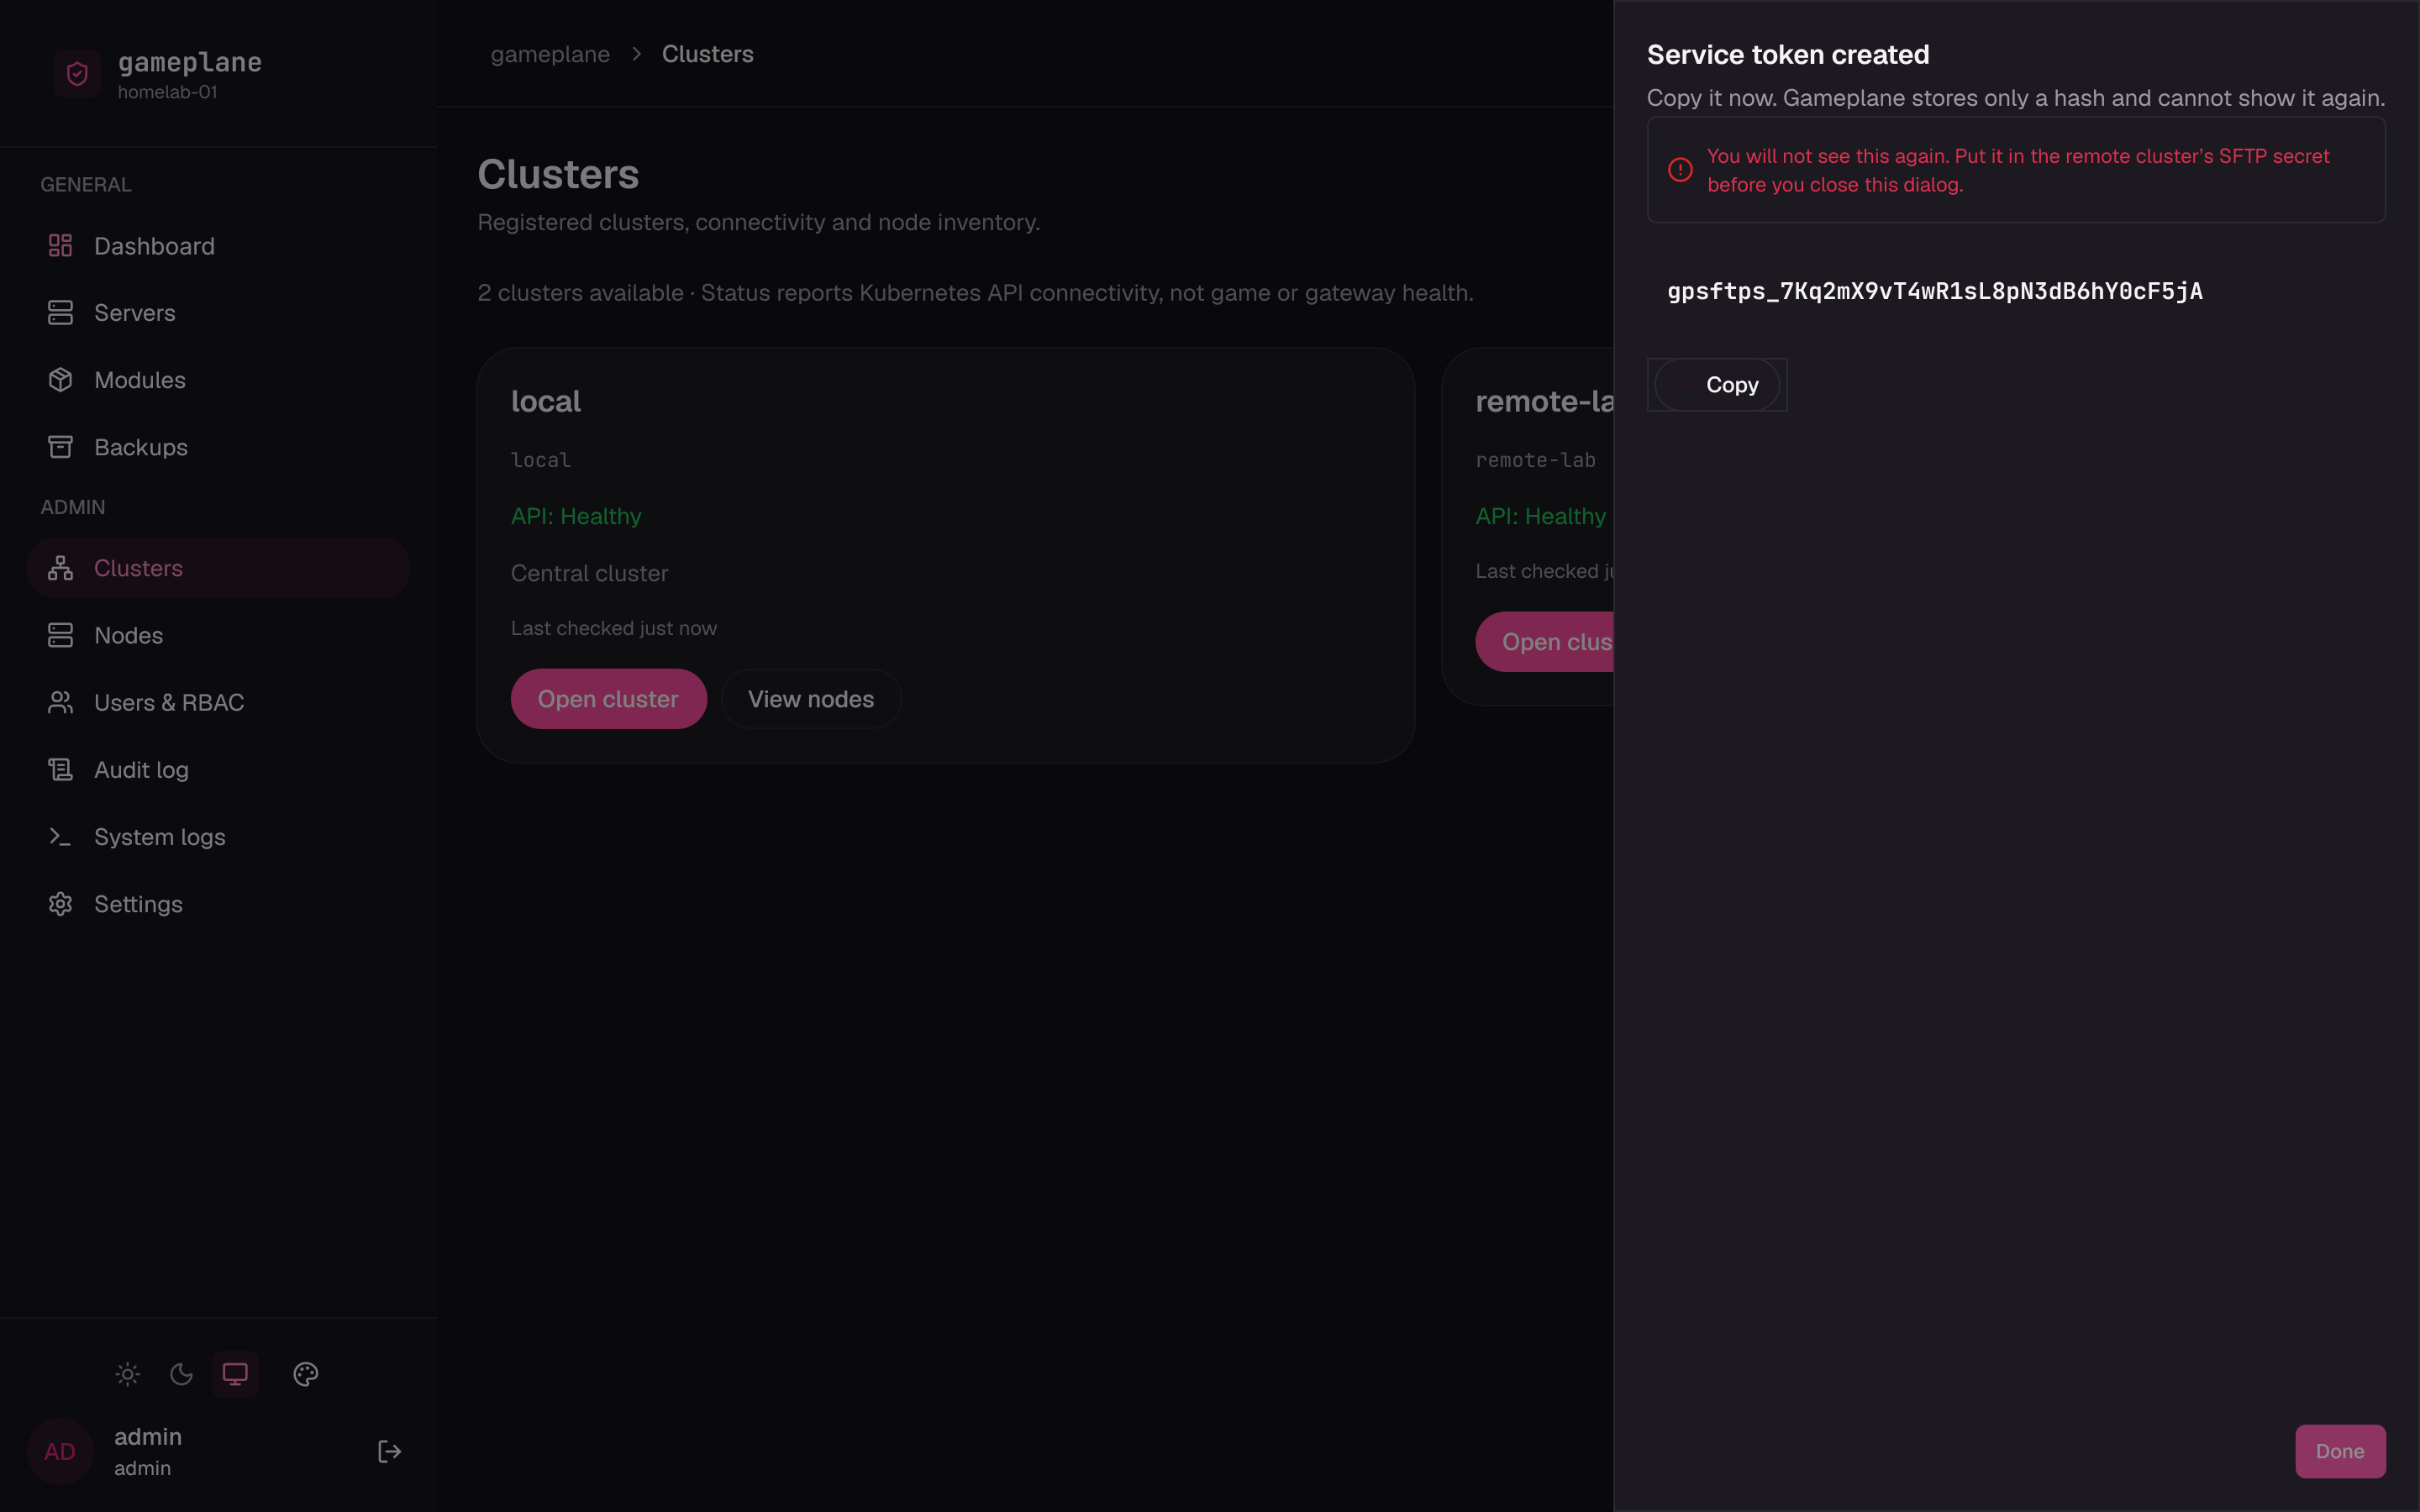 gameplane
homelab-01
GENERAL
Dashboard
Servers
Modules
Backups
ADMIN
Clusters
Nodes
Users & RBAC
Audit log
System logs
Settings
AD
admin
admin
gameplane > Clusters
Clusters
Registered clusters, connectivity and node inventory.
2 clusters available · Status reports Kubernetes API connectivity, not game or gateway health.
local
local
API: Healthy
Central cluster
Last checked just now
Open cluster
View nodes
remote-la
remote-lab
API: Healthy
Last checked ju
Open clus
Service token created
Copy it now. Gameplane stores only a hash and cannot show it again.
You will not see this again. Put it in the remote cluster’s SFTP secret
before you close this dialog.
gpsftps_7Kq2mX9vT4wR1sL8pN3dB6hY0cF5jA
Copy
Done